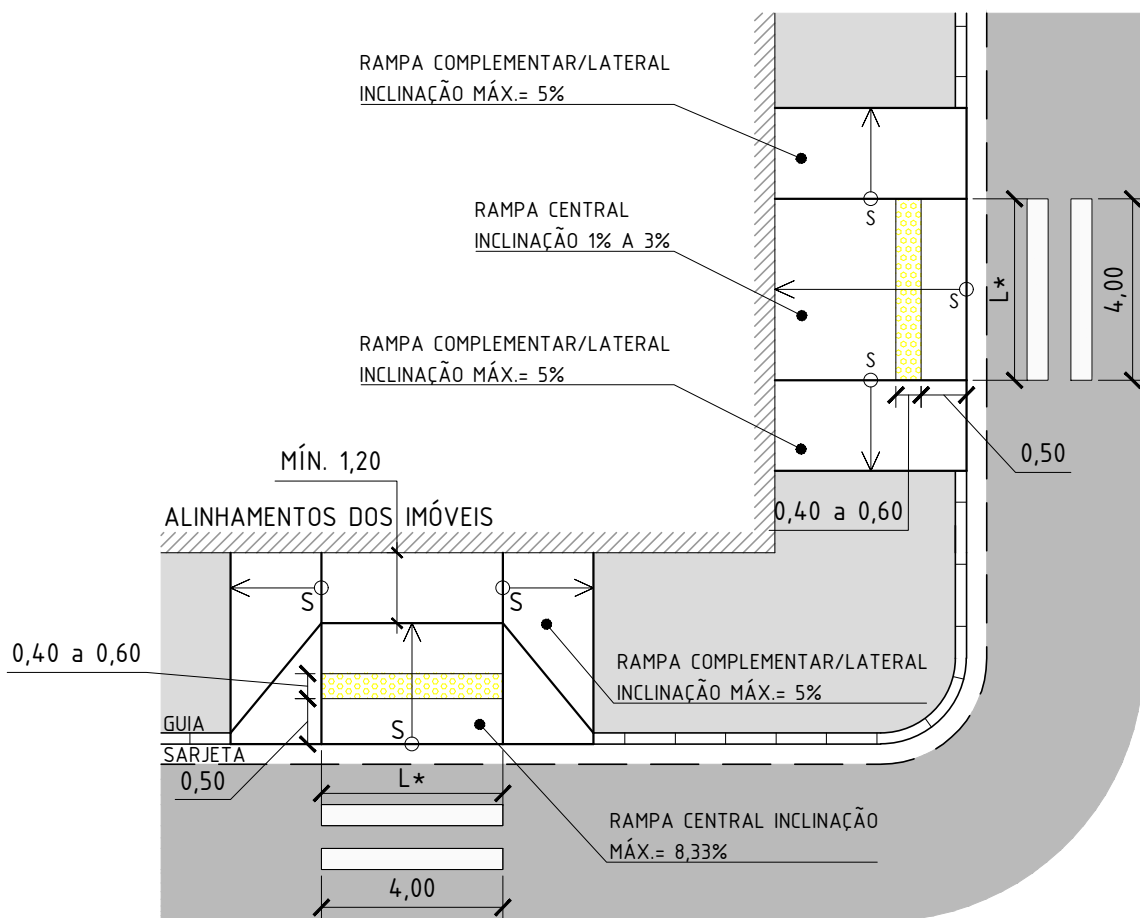 RAMPA COMPLEMENTAR/LATERAL
INCLINAÇÃO MÁX.= 5%
RAMPA CENTRAL
INCLINAÇÃO 1% A 3%
RAMPA COMPLEMENTAR/LATERAL
INCLINAÇÃO MÁX.= 5%
S
S
S
L*
4,00
0,50
0,40 a 0,60
MÍN. 1,20
ALINHAMENTOS DOS IMÓVEIS
S
S
0,40 a 0,60
RAMPA COMPLEMENTAR/LATERAL
INCLINAÇÃO MÁX.= 5%
GUIA
S
SARJETA
0,50
L*
RAMPA CENTRAL INCLINAÇÃO
MÁX.= 8,33%
4,00